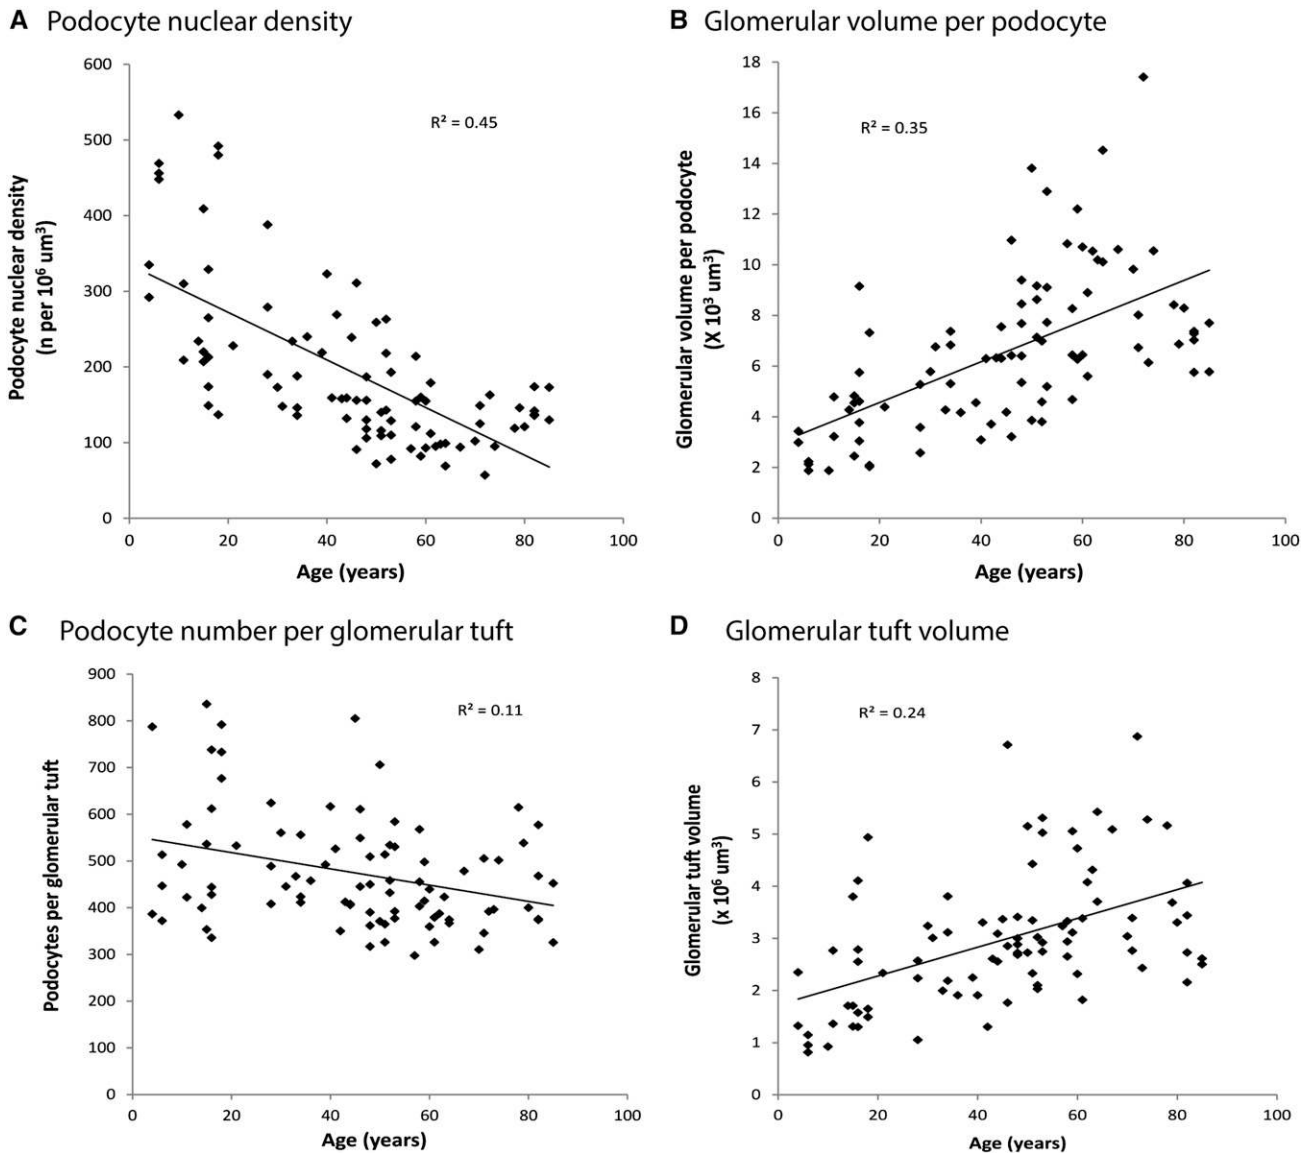 A Podocyte nuclear density
600
500
400
300
200
100
0
0 20 40 60 80 100
R² = 0.45
Podocyte nuclear density
(n per 10⁶ um³)
Age (years)
B Glomerular volume per podocyte
18
16
14
12
10
8
6
4
2
0
0 20 40 60 80 100
R² = 0.35
Glomerular volume per podocyte
(X 10³ um³)
Age (years)
C Podocyte number per glomerular tuft
900
800
700
600
500
400
300
200
100
0
0 20 40 60 80 100
R² = 0.11
Podocytes per glomerular tuft
Age (years)
D Glomerular tuft volume
8
7
6
5
4
3
2
1
0
0 20 40 60 80 100
R² = 0.24
Glomerular tuft volume
(x 10⁶ um³)
Age (years)